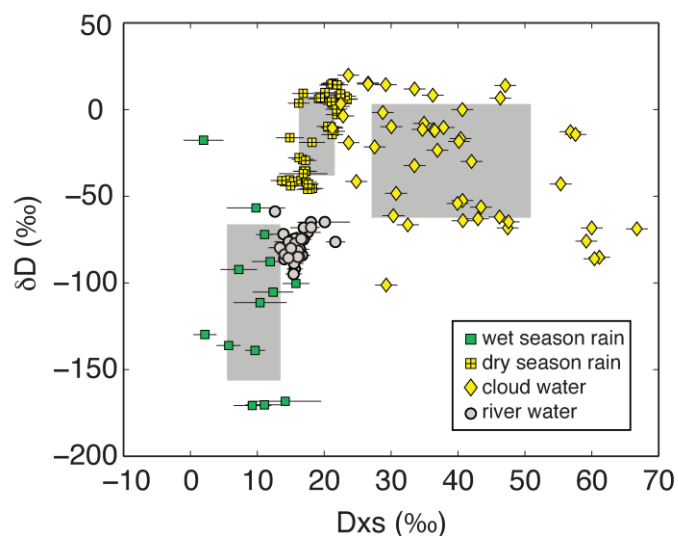 50
0
−50
−100
−150
−200
δD (‰)
wet season rain
dry season rain
cloud water
river water
−10 0 10 20 30 40 50 60 70
Dxs (‰)